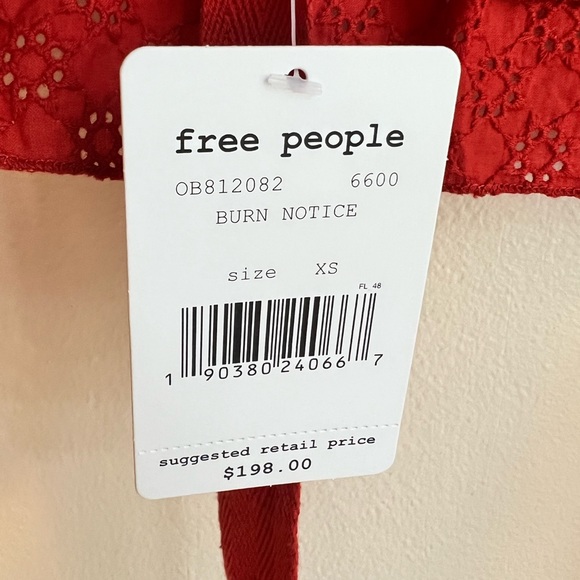 free people
OB812082 6600
BURN NOTICE
size XS
FL 48
1 90380 24066 7
suggested retail price
$198.00